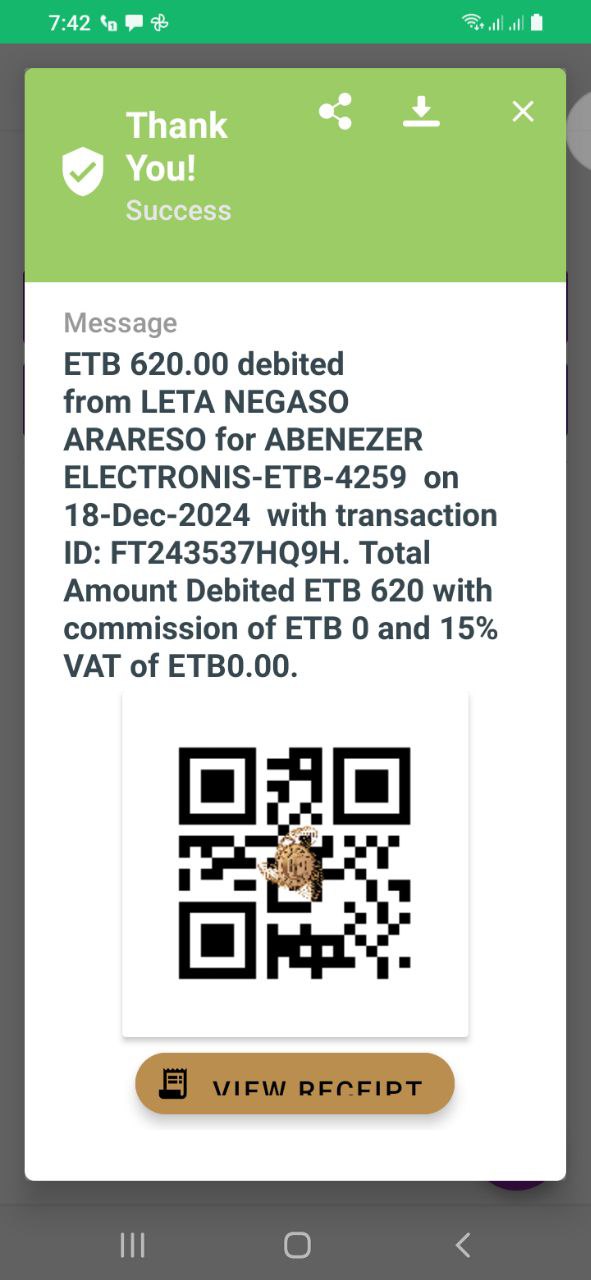 7:42
Thank
You!
Success
Message
ETB 620.00 debited
from LETA NEGASO
ARARESO for ABENEZER
ELECTRONIS-ETB-4259 on
18-Dec-2024 with transaction
ID: FT243537HQ9H. Total
Amount Debited ETB 620 with
commission of ETB 0 and 15%
VAT of ETB0.00.
VIEW RECEIPT